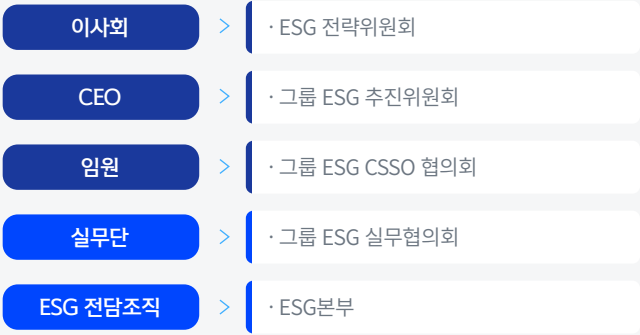 이사회
· ESG 전략위원회
CEO
· 그룹 ESG 추진위원회
임원
· 그룹 ESG CSSO 협의회
실무단
· 그룹 ESG 실무협의회
ESG 전담조직
· ESG본부